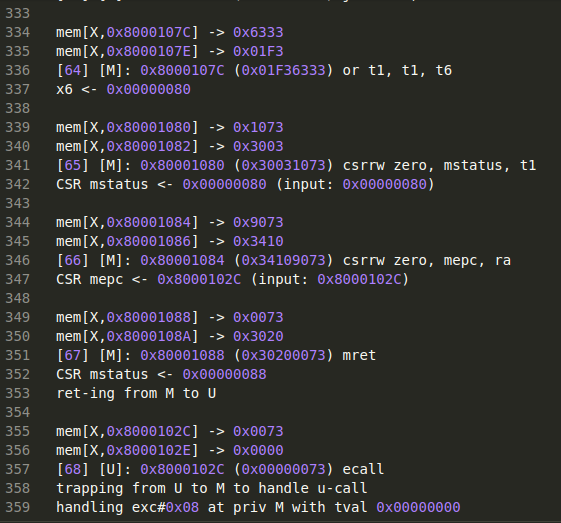 333
334 mem[X,0x8000107C] -> 0x6333
335 mem[X,0x8000107E] -> 0x01F3
336 [64] [M]: 0x8000107C (0x01F36333) or t1, t1, t6
337 x6 <- 0x00000080
338
339 mem[X,0x80001080] -> 0x1073
340 mem[X,0x80001082] -> 0x3003
341 [65] [M]: 0x80001080 (0x30031073) csrrw zero, mstatus, t1
342 CSR mstatus <- 0x00000080 (input: 0x00000080)
343
344 mem[X,0x80001084] -> 0x9073
345 mem[X,0x80001086] -> 0x3410
346 [66] [M]: 0x80001084 (0x34109073) csrrw zero, mepc, ra
347 CSR mepc <- 0x8000102C (input: 0x8000102C)
348
349 mem[X,0x80001088] -> 0x0073
350 mem[X,0x8000108A] -> 0x3020
351 [67] [M]: 0x80001088 (0x30200073) mret
352 CSR mstatus <- 0x00000088
353 ret-ing from M to U
354
355 mem[X,0x8000102C] -> 0x0073
356 mem[X,0x8000102E] -> 0x0000
357 [68] [U]: 0x8000102C (0x00000073) ecall
358 trapping from U to M to handle u-call
359 handling exc#0x08 at priv M with tval 0x00000000